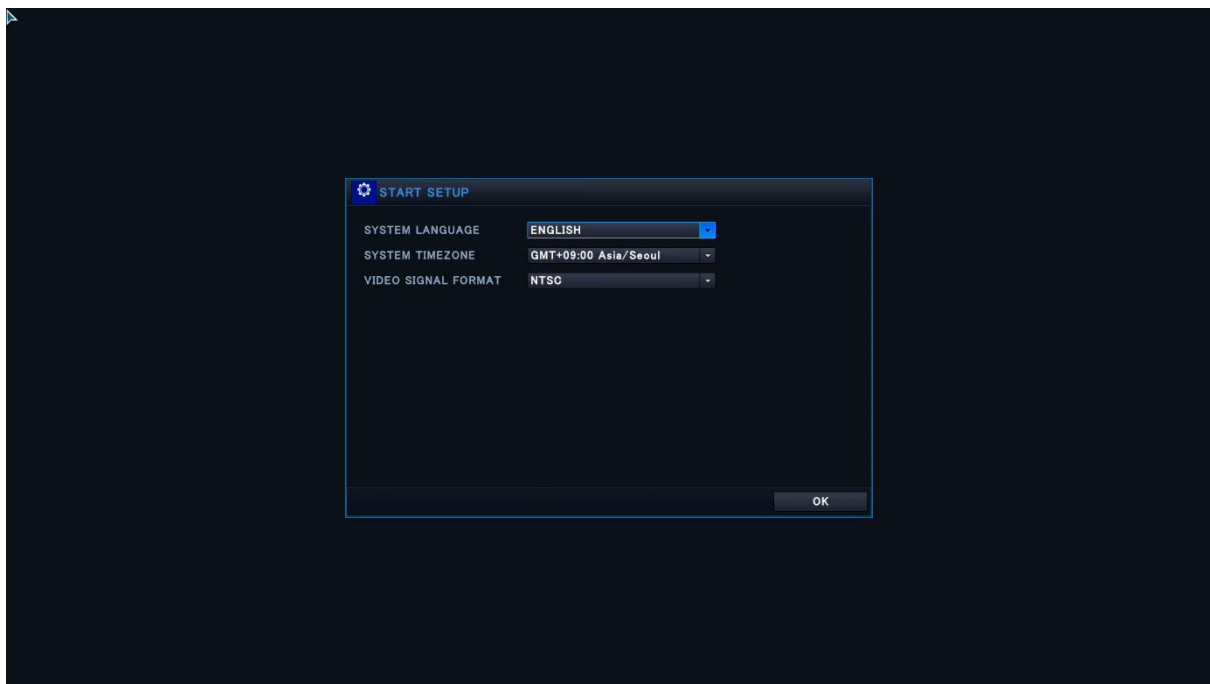 START SETUP
SYSTEM LANGUAGE ENGLISH
SYSTEM TIMEZONE GMT+09:00 Asia/Seoul
VIDEO SIGNAL FORMAT NTSC
OK